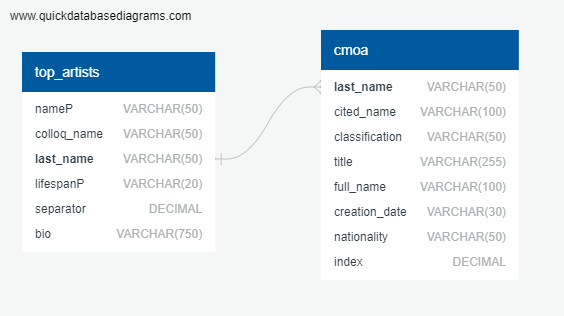 www.quickdatabasediagrams.com
top_artists
nameP VARCHAR(50)
colloq_name VARCHAR(50)
last_name VARCHAR(50)
lifespanP VARCHAR(20)
separator DECIMAL
bio VARCHAR(750)
cmoa
last_name VARCHAR(50)
cited_name VARCHAR(100)
classification VARCHAR(50)
title VARCHAR(255)
full_name VARCHAR(100)
creation_date VARCHAR(30)
nationality VARCHAR(50)
index DECIMAL